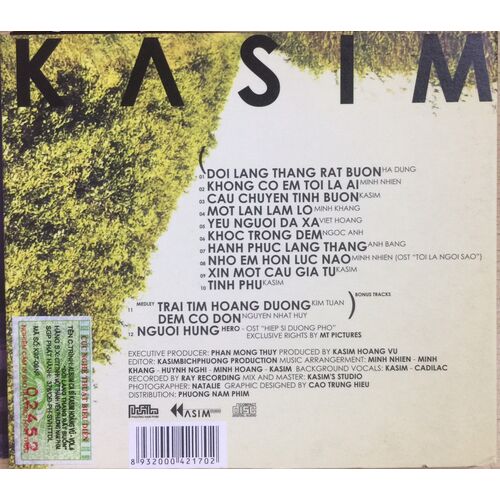 KASIM
01 DOI LANG THANG RAT BUON HA DUNG
02 KHONG CO EM TOI LA AI MINH NHIEN
03 CAU CHUYEN TINH BUON KASIM
04 MOT LAN LAM LO MINH KHANG
05 YEU NGUOI DA XA VIET HOANG
06 KHOC TRONG DEM NGOC ANH
07 HANH PHUC LANG THANG ANH BANG
08 NHO EM HON LUC NAO MINH NHIEN (OST "TOI LA NGOI SAO")
09 XIN MOT CAU GIA TU KASIM
10 TINH PHU KASIM
BONUS TRACKS
MEDLEY
11 TRAI TIM HOANG DUONG KIM TUAN
DEM CO DON NGUYEN NHAT HUY
12 NGUOI HUNG HERO - OST "HIEP SI DUONG PHO"
EXCLUSIVE RIGHTS BY MT PICTURES
EXECUTIVE PRODUCER: PHAN MONG THUY PRODUCED BY KASIM HOANG VU
EDITOR: KASIMBICHPHUONG PRODUCTION MUSIC ARRANGEMENT: MINH NHIEN - MINH
KHANG - HUYNH NGHI - MINH HOANG - KASIM BACKGROUND VOCALS: KASIM - CADILAC
RECORDED BY RAY RECORDING MIX AND MASTER: KASIM'S STUDIO
PHOTOGRAPHER: NATALIE GRAPHIC DESIGNED BY CAO TRUNG HIEU
DISTRIBUTION: PHUONG NAM PHIM
PHUONG NAM PHIM
KASIM
COMPACT
disc
DIGITAL AUDIO
8 932000 421702
02452